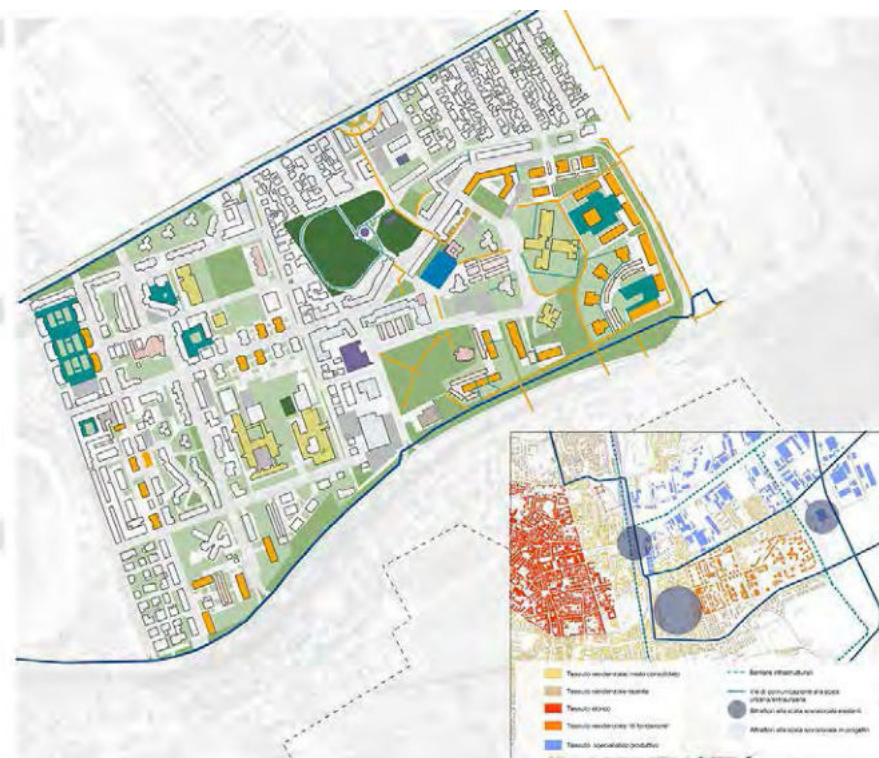 Tessuto residenziale misto consolidato
Tessuto residenziale recente
Tessuto storico
Tessuto residenziale "di fondazione"
Tessuto specialistico produttivo
Barriere infrastrutturali
Vie di comunicazione alla scala
urbana/extraurbana
Attrattori alla scala sovralocale esistenti
Attrattori alla scala sovralocale in progetto